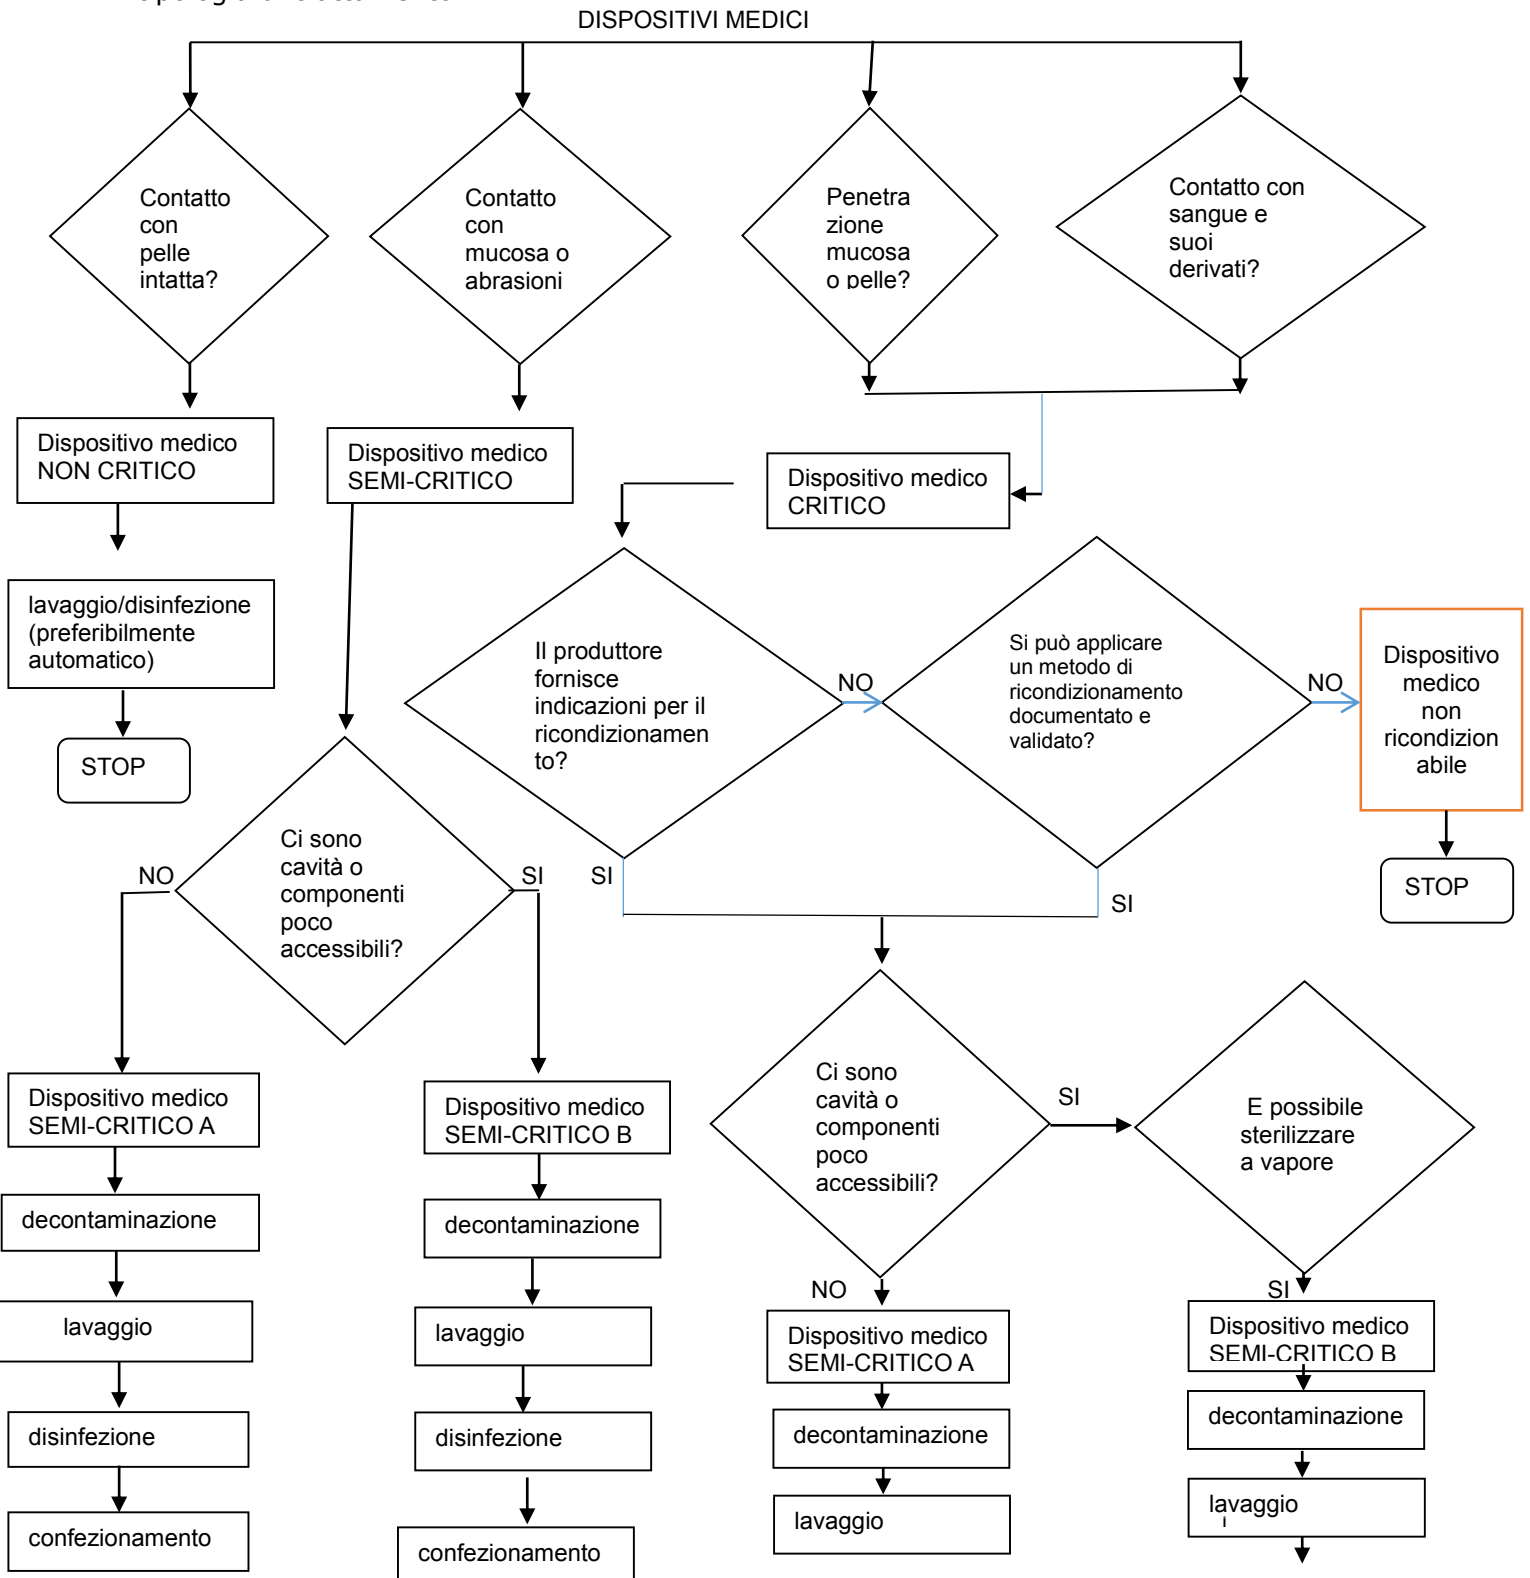 DISPOSITIVI MEDICI
Contatto
con
pelle
intatta?
Contatto
con
mucosa o
abrasioni
Penetra
zione
mucosa
o pelle?
Contatto con
sangue e
suoi
derivati?
Dispositivo medico
NON CRITICO
Dispositivo medico
SEMI-CRITICO
Dispositivo medico
CRITICO
lavaggio/disinfezione
(preferibilmente
automatico)
STOP
Il produttore
fornisce
indicazioni per il
ricondizionamen
to?
NO
Si può applicare
un metodo di
ricondizionamento
documentato e
validato?
NO
Dispositivo
medico
non
ricondizion
abile
STOP
SI
SI
Ci sono
cavità o
componenti
poco
accessibili?
NO
SI
Dispositivo medico
SEMI-CRITICO A
decontaminazione
lavaggio
disinfezione
confezionamento
Dispositivo medico
SEMI-CRITICO B
decontaminazione
lavaggio
disinfezione
confezionamento
Ci sono
cavità o
componenti
poco
accessibili?
SI
E possibile
sterilizzare
a vapore
NO
Dispositivo medico
SEMI-CRITICO A
decontaminazione
lavaggio
SI
Dispositivo medico
SEMI-CRITICO B
decontaminazione
lavaggio